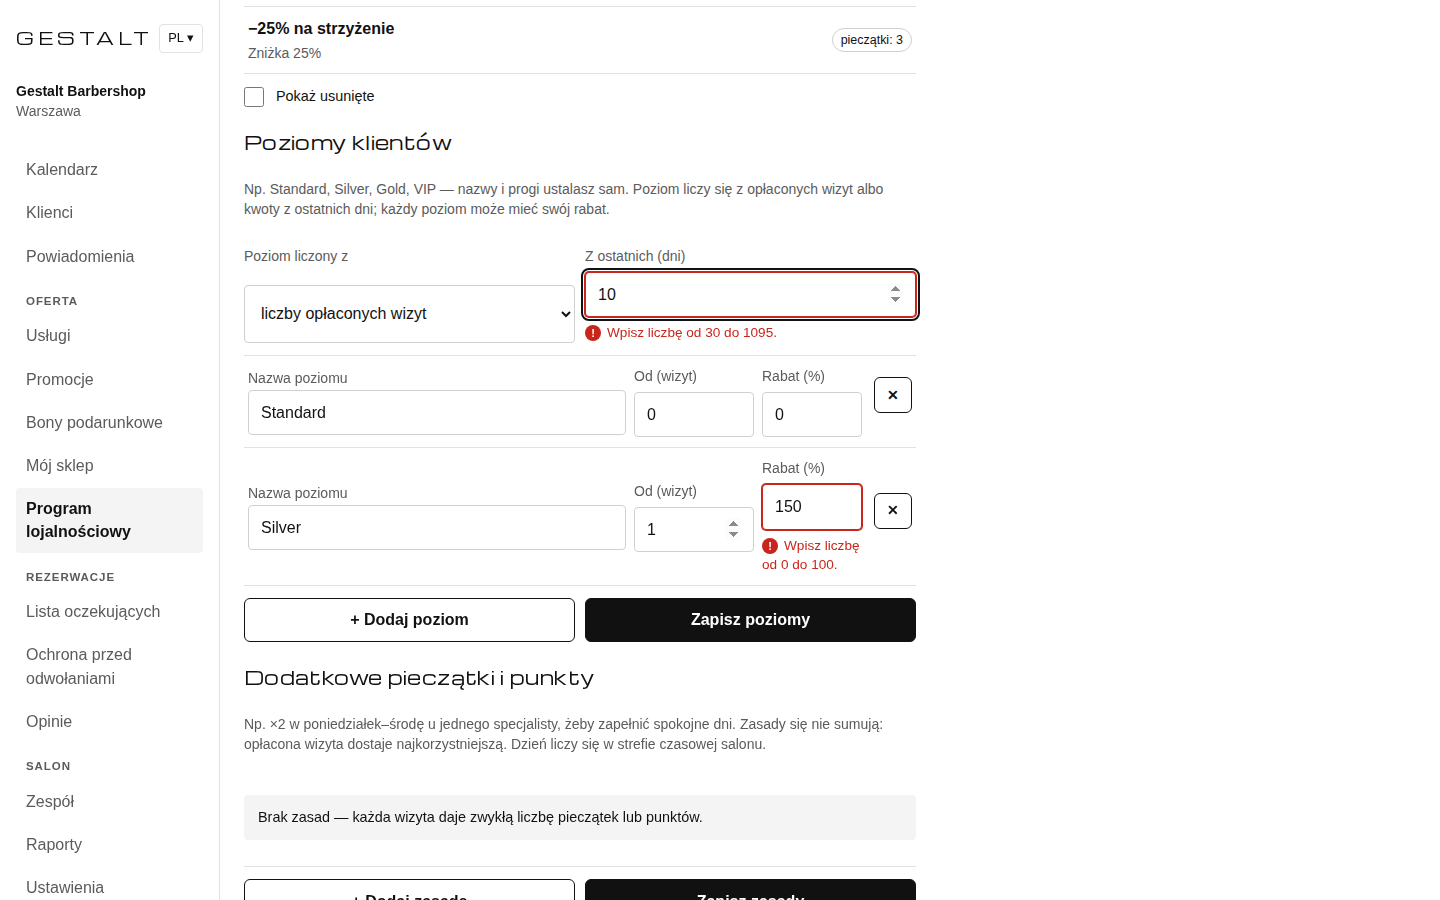 GESTALT
PL ▾
Gestalt Barbershop
Warszawa
Kalendarz
Klienci
Powiadomienia
OFERTA
Usługi
Promocje
Bony podarunkowe
Mój sklep
Program
lojalnościowy
REZERWACJE
Lista oczekujących
Ochrona przed
odwołaniami
Opinie
SALON
Zespół
Raporty
Ustawienia
−25% na strzyżenie
Zniżka 25%
pieczątki: 3
Pokaż usunięte
Poziomy klientów
Np. Standard, Silver, Gold, VIP — nazwy i progi ustalasz sam. Poziom liczy się z opłaconych wizyt albo
kwoty z ostatnich dni; każdy poziom może mieć swój rabat.
Poziom liczony z
liczby opłaconych wizyt
Z ostatnich (dni)
10
! Wpisz liczbę od 30 do 1095.
Nazwa poziomu
Standard
Od (wizyt)
0
Rabat (%)
0
×
Nazwa poziomu
Silver
Od (wizyt)
1
Rabat (%)
150
! Wpisz liczbę
od 0 do 100.
×
+ Dodaj poziom
Zapisz poziomy
Dodatkowe pieczątki i punkty
Np. ×2 w poniedziałek–środę u jednego specjalisty, żeby zapełnić spokojne dni. Zasady się nie sumują:
opłacona wizyta dostaje najkorzystniejszą. Dzień liczy się w strefie czasowej salonu.
Brak zasad — każda wizyta daje zwykłą liczbę pieczątek lub punktów.
+ Dodaj zasadę
Zapisz zasady